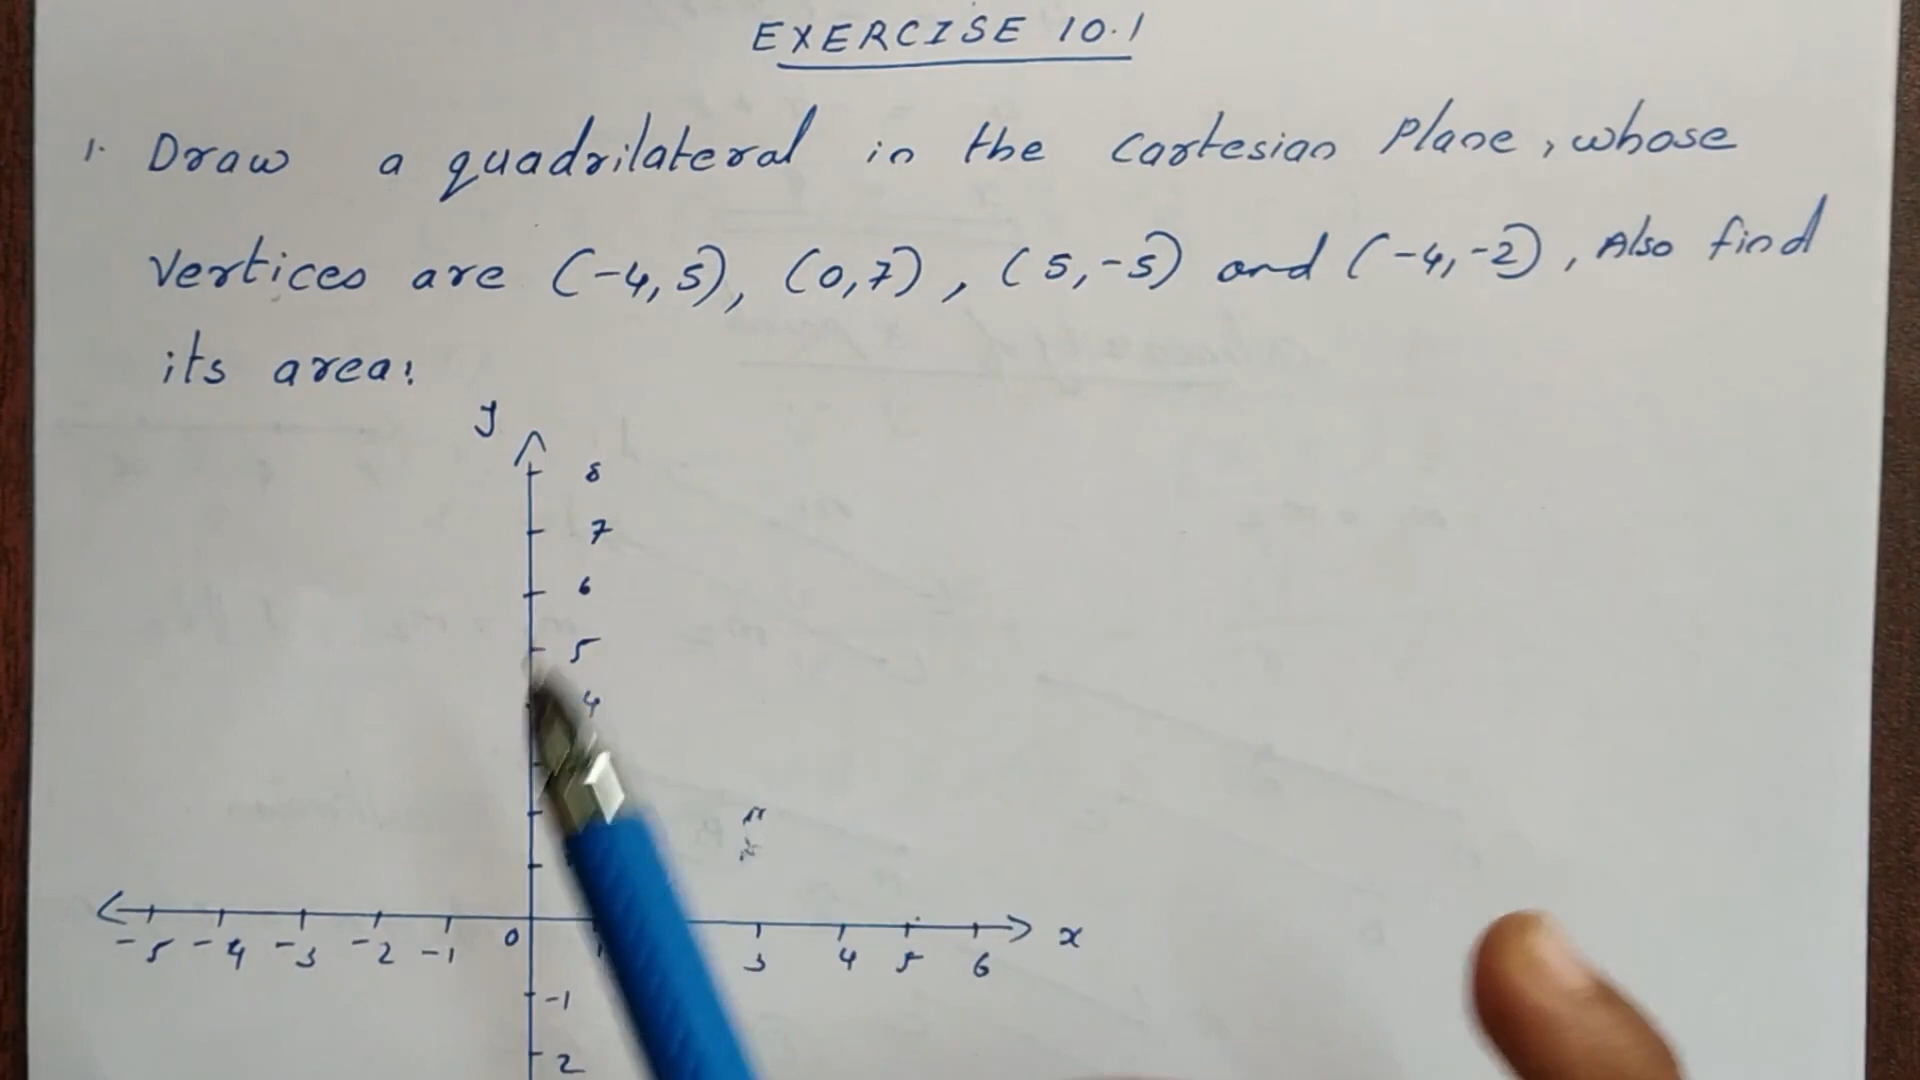 EXERCISE 10.1
1. Draw a quadrilateral in the Cartesian Plane, whose
vertices are (-4,5), (0,7), (5,-5) and (-4,-2), Also find
its area:
y
8
7
6
5
4
-5 -4 -3 -2 -1 0 1 3 4 5 6 x
-1
2